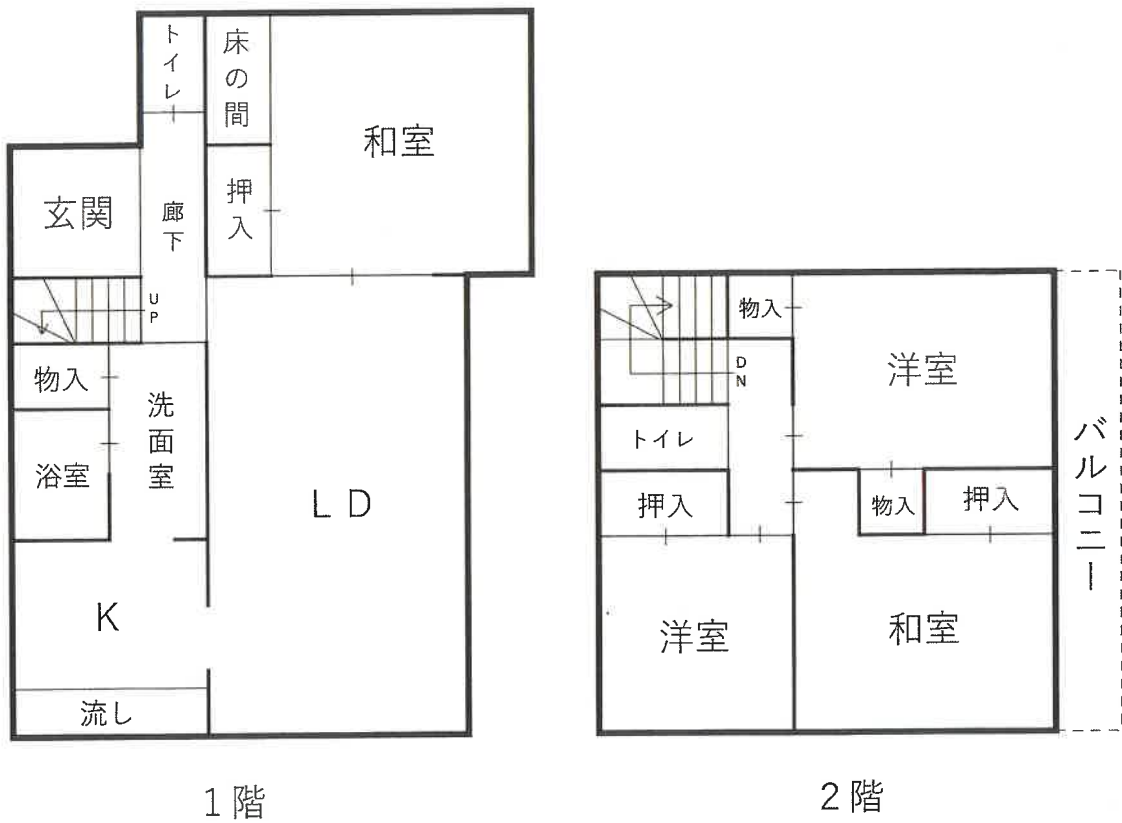 トイレ
床の間
和室
玄関
廊下
押入
UP
物入
洗面室
浴室
LD
K
流し
1階
物入
洋室
DN
トイレ
押入
物入
押入
洋室
和室
バルコニー
2階